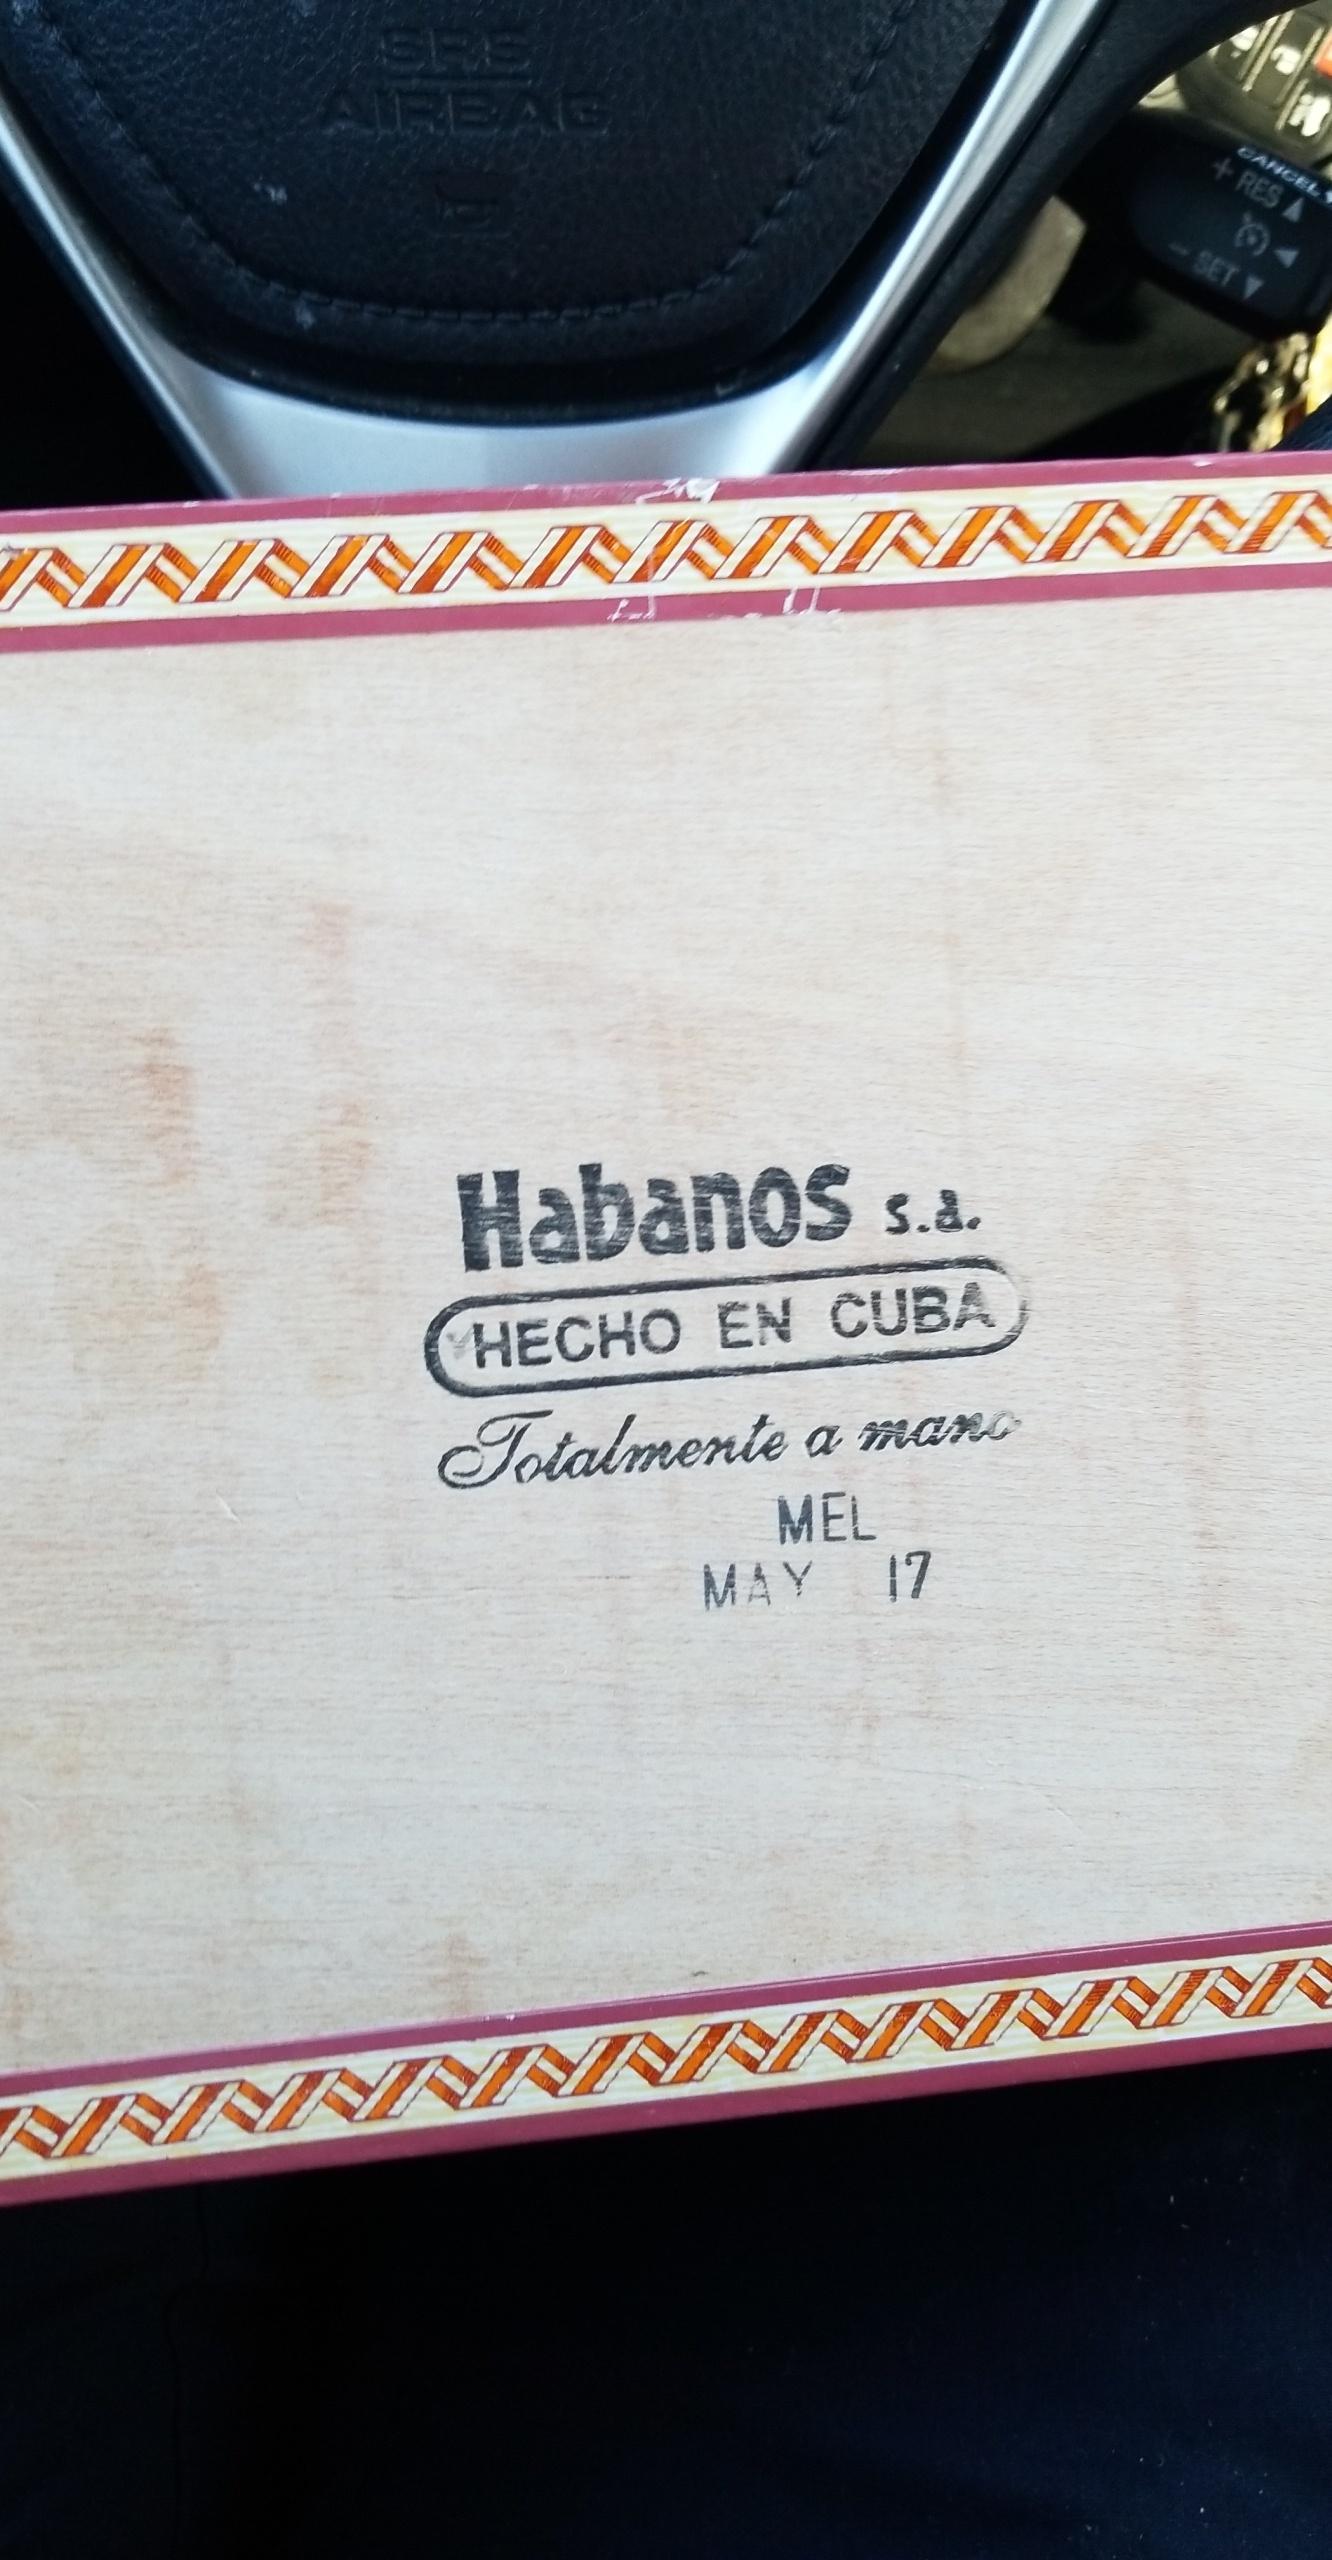 SRS
AIRBAG
CANCEL
+ RES
- SET
Habanos s.a.
HECHO EN CUBA
Totalmente a mano
MEL
MAY 17